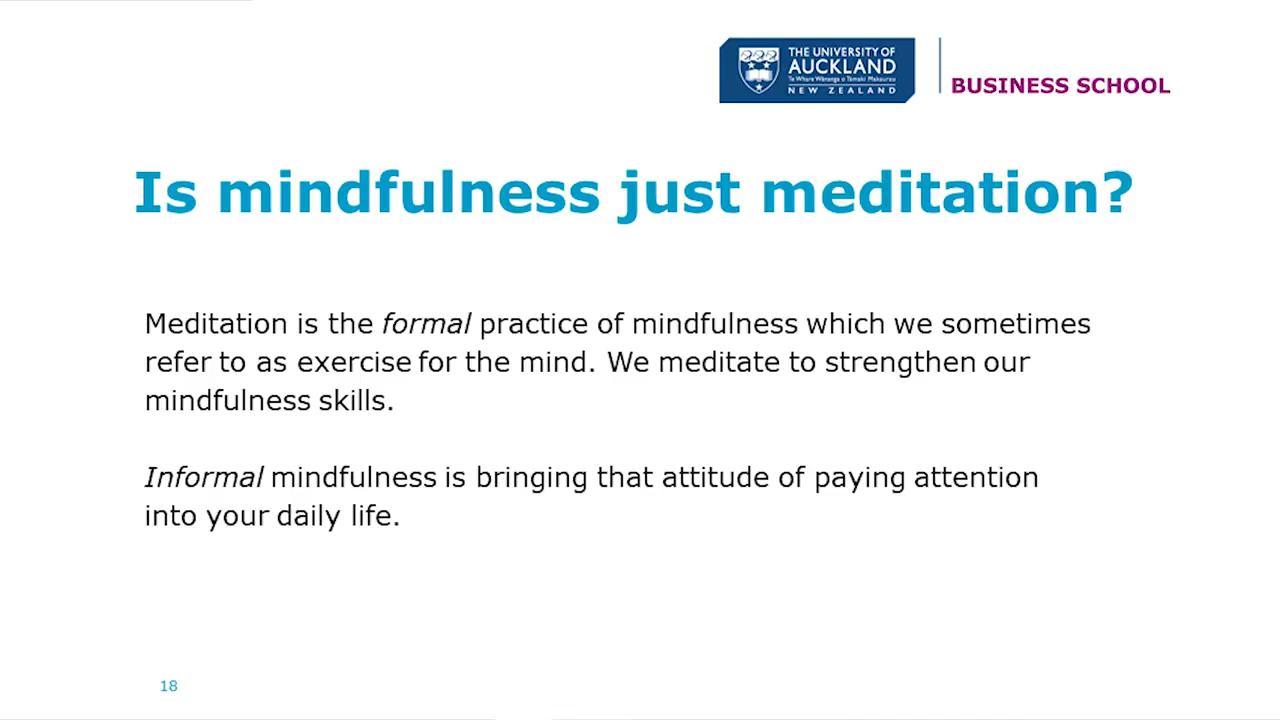 THE UNIVERSITY OF
AUCKLAND
Te Whare Wānanga o Tāmaki Makaurau
NEW ZEALAND
BUSINESS SCHOOL
Is mindfulness just meditation?
Meditation is the formal practice of mindfulness which we sometimes
refer to as exercise for the mind. We meditate to strengthen our
mindfulness skills.
Informal mindfulness is bringing that attitude of paying attention
into your daily life.
18